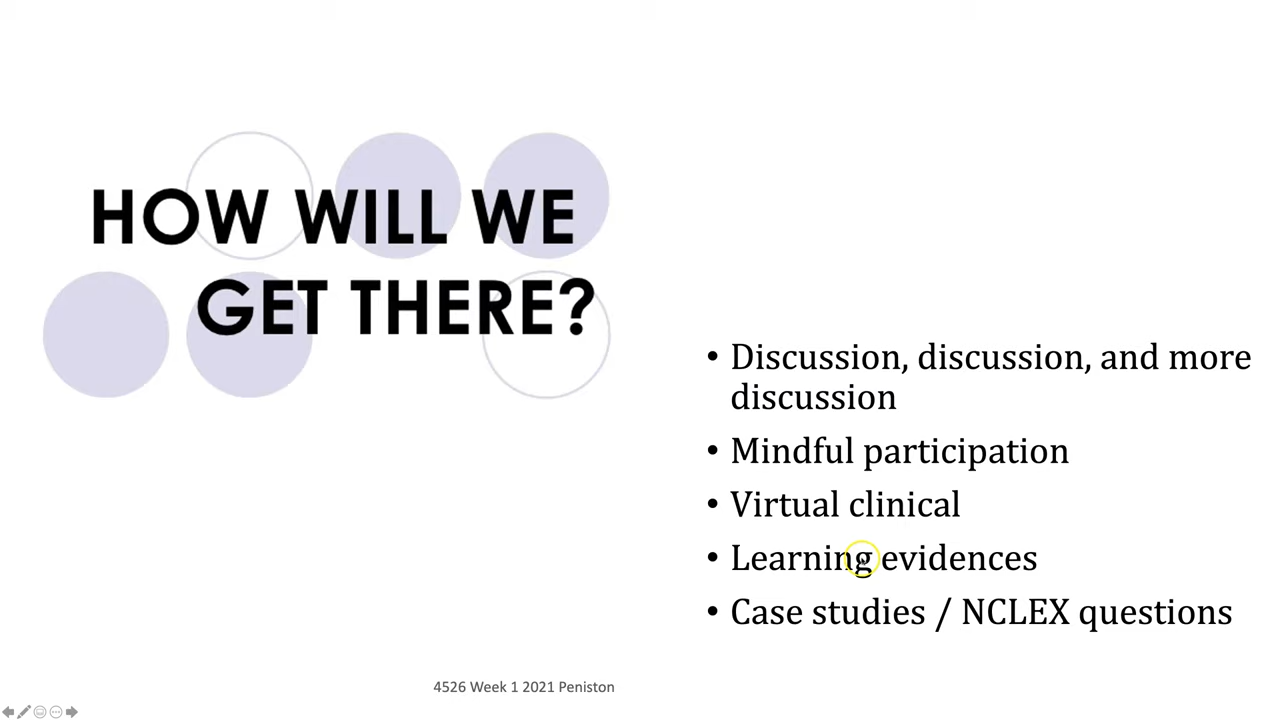 HOW WILL WE
GET THERE?
• Discussion, discussion, and more
discussion
• Mindful participation
• Virtual clinical
• Learning evidences
• Case studies / NCLEX questions
4526 Week 1 2021 Peniston